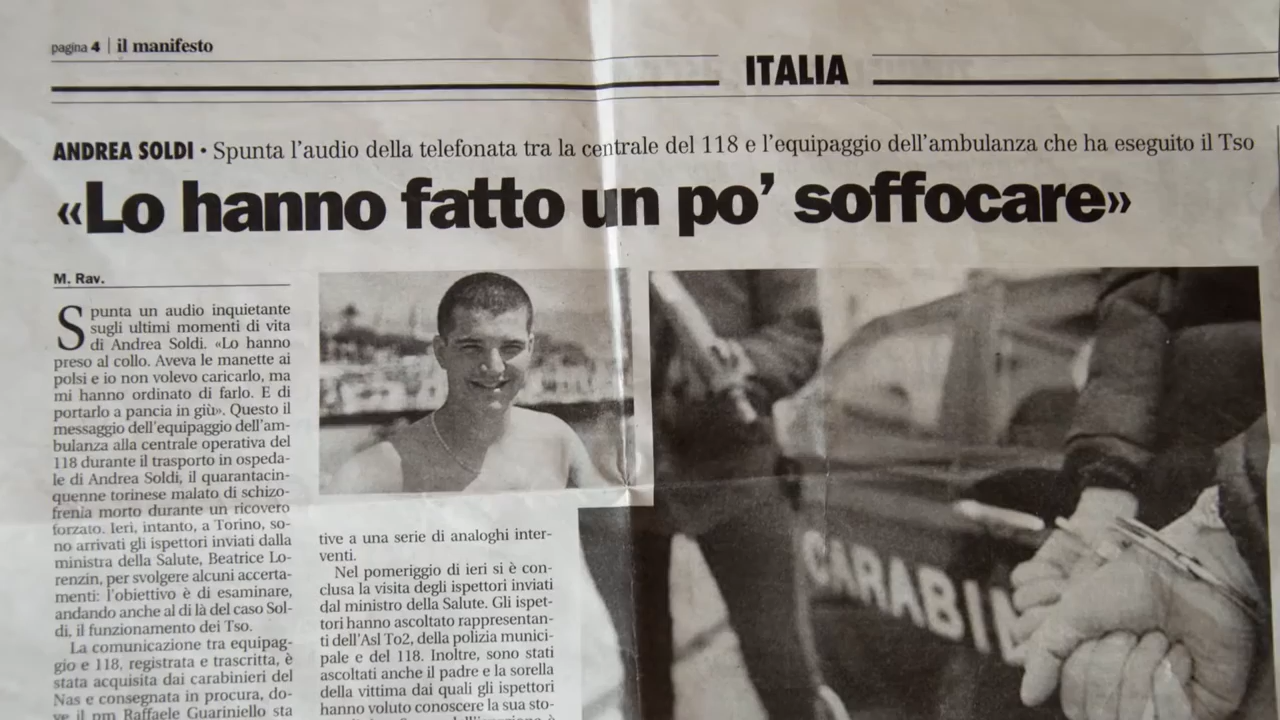 pagina 4 | il manifesto
ITALIA
ANDREA SOLDI • Spunta l'audio della telefonata tra la centrale del 118 e l'equipaggio dell'ambulanza che ha eseguito il Tso
«Lo hanno fatto un po' soffocare»
M. Rav.
Spunta un audio inquietante
sugli ultimi momenti di vita
di Andrea Soldi. «Lo hanno
preso al collo. Aveva le manette ai
polsi e io non volevo caricarlo, ma
mi hanno ordinato di farlo. E di
portarlo a pancia in giù». Questo il
messaggio dell'equipaggio dell'am-
bulanza alla centrale operativa del
118 durante il trasporto in ospeda-
le di Andrea Soldi, il quarantacin-
quenne torinese malato di schizo-
frenia morto durante un ricovero
forzato. Ieri, intanto, a Torino, so-
no arrivati gli ispettori inviati dalla
ministra della Salute, Beatrice Lo-
renzin, per svolgere alcuni accerta-
menti: l'obiettivo è di esaminare,
andando anche al di là del caso Sol-
di, il funzionamento dei Tso.
La comunicazione tra equipag-
gio e 118, registrata e trascritta, è
stata acquisita dai carabinieri del
Nas e consegnata in procura, do-
ve il pm Raffaele Guariniello sta
tive a una serie di analoghi inter-
venti.
Nel pomeriggio di ieri si è con-
clusa la visita degli ispettori inviati
dal ministro della Salute. Gli ispet-
tori hanno ascoltato rappresentan-
ti dell'Asl To2, della polizia munici-
pale e del 118. Inoltre, sono stati
ascoltati anche il padre e la sorella
della vittima dai quali gli ispettori
hanno voluto conoscere la sua sto-
CARABIN